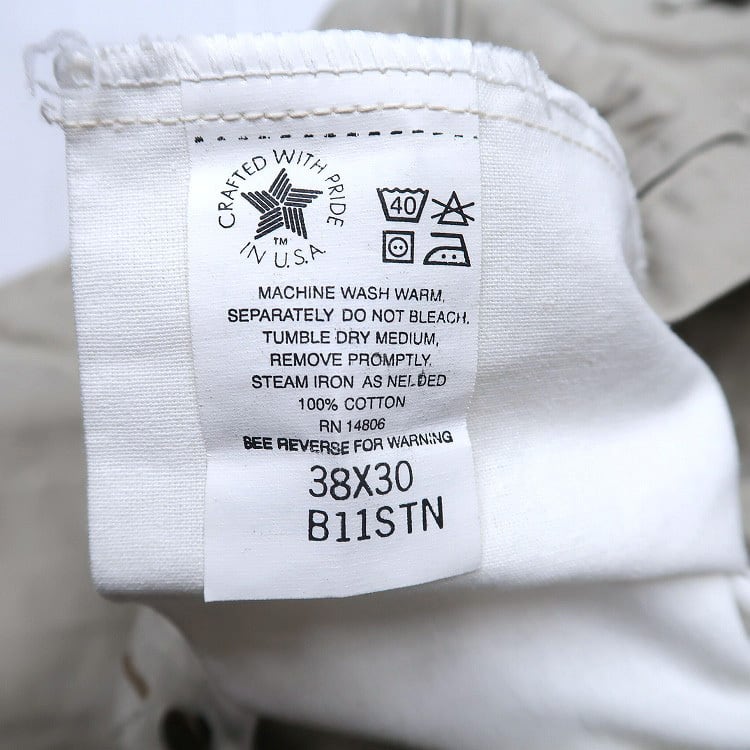 CRAFTED WITH PRIDE
TM
IN U.S.A.
40
MACHINE WASH WARM,
SEPARATELY DO NOT BLEACH.
TUMBLE DRY MEDIUM,
REMOVE PROMPTLY.
STEAM IRON AS NEEDED
100% COTTON
RN 14806
SEE REVERSE FOR WARNING
38X30
B11STN